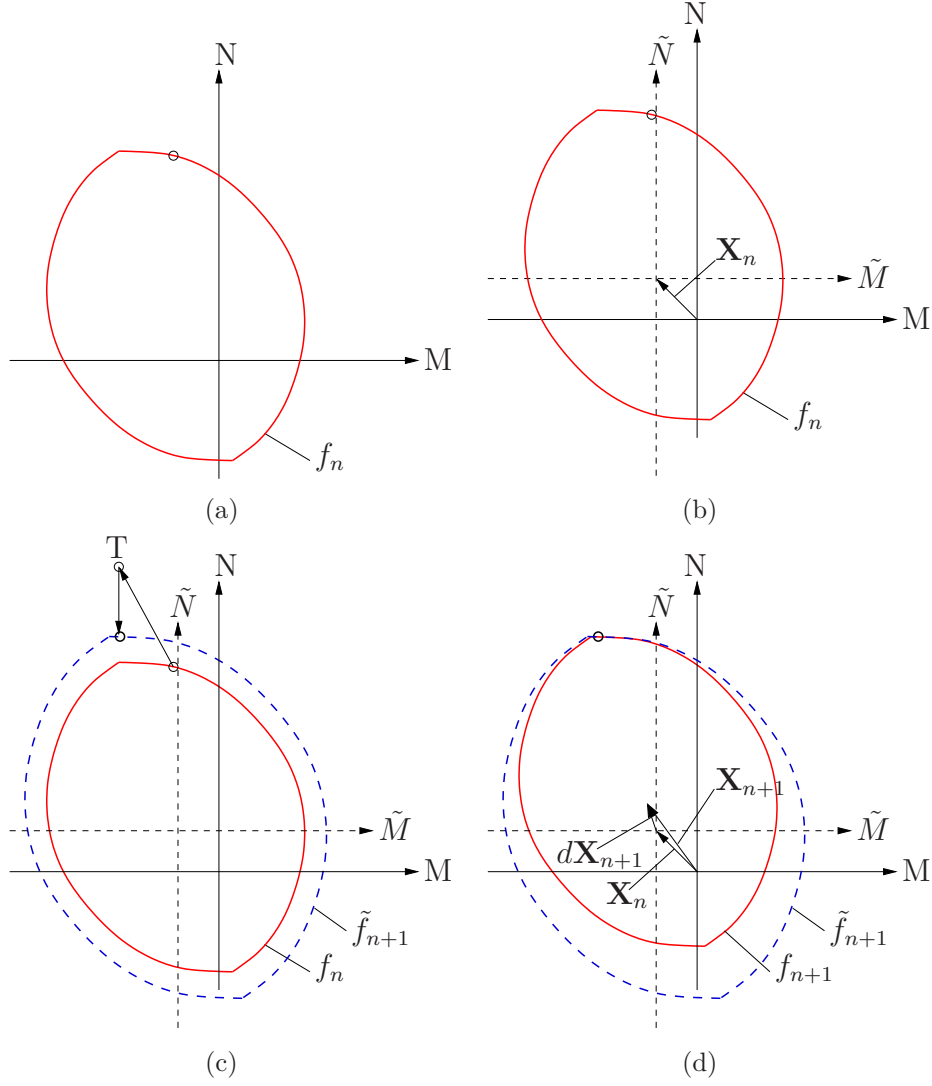 N
M
f_n
(a)
N
Ñ
X_n
M̃
M
f_n
(b)
T
N
Ñ
M̃
M
f̃_{n+1}
f_n
(c)
N
Ñ
X_{n+1}
M̃
dX_{n+1}
M
X_n
f̃_{n+1}
f_{n+1}
(d)